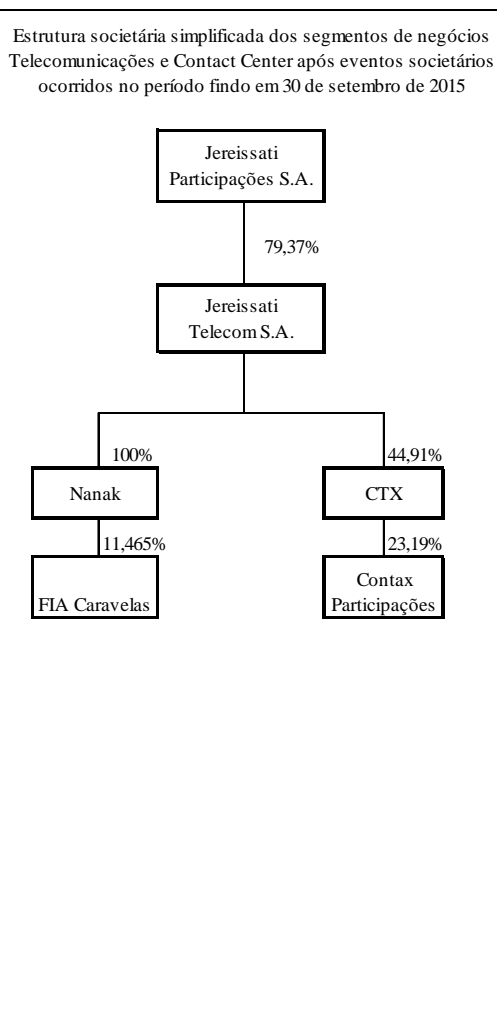 Estrutura societária simplificada dos segmentos de negócios
Telecomunicações e Contact Center após eventos societários
ocorridos no período findo em 30 de setembro de 2015
Jereissati
Participações S.A.
79,37%
Jereissati
Telecom S.A.
100%
44,91%
Nanak
CTX
11,465%
23,19%
FIA Caravelas
Contax
Participações